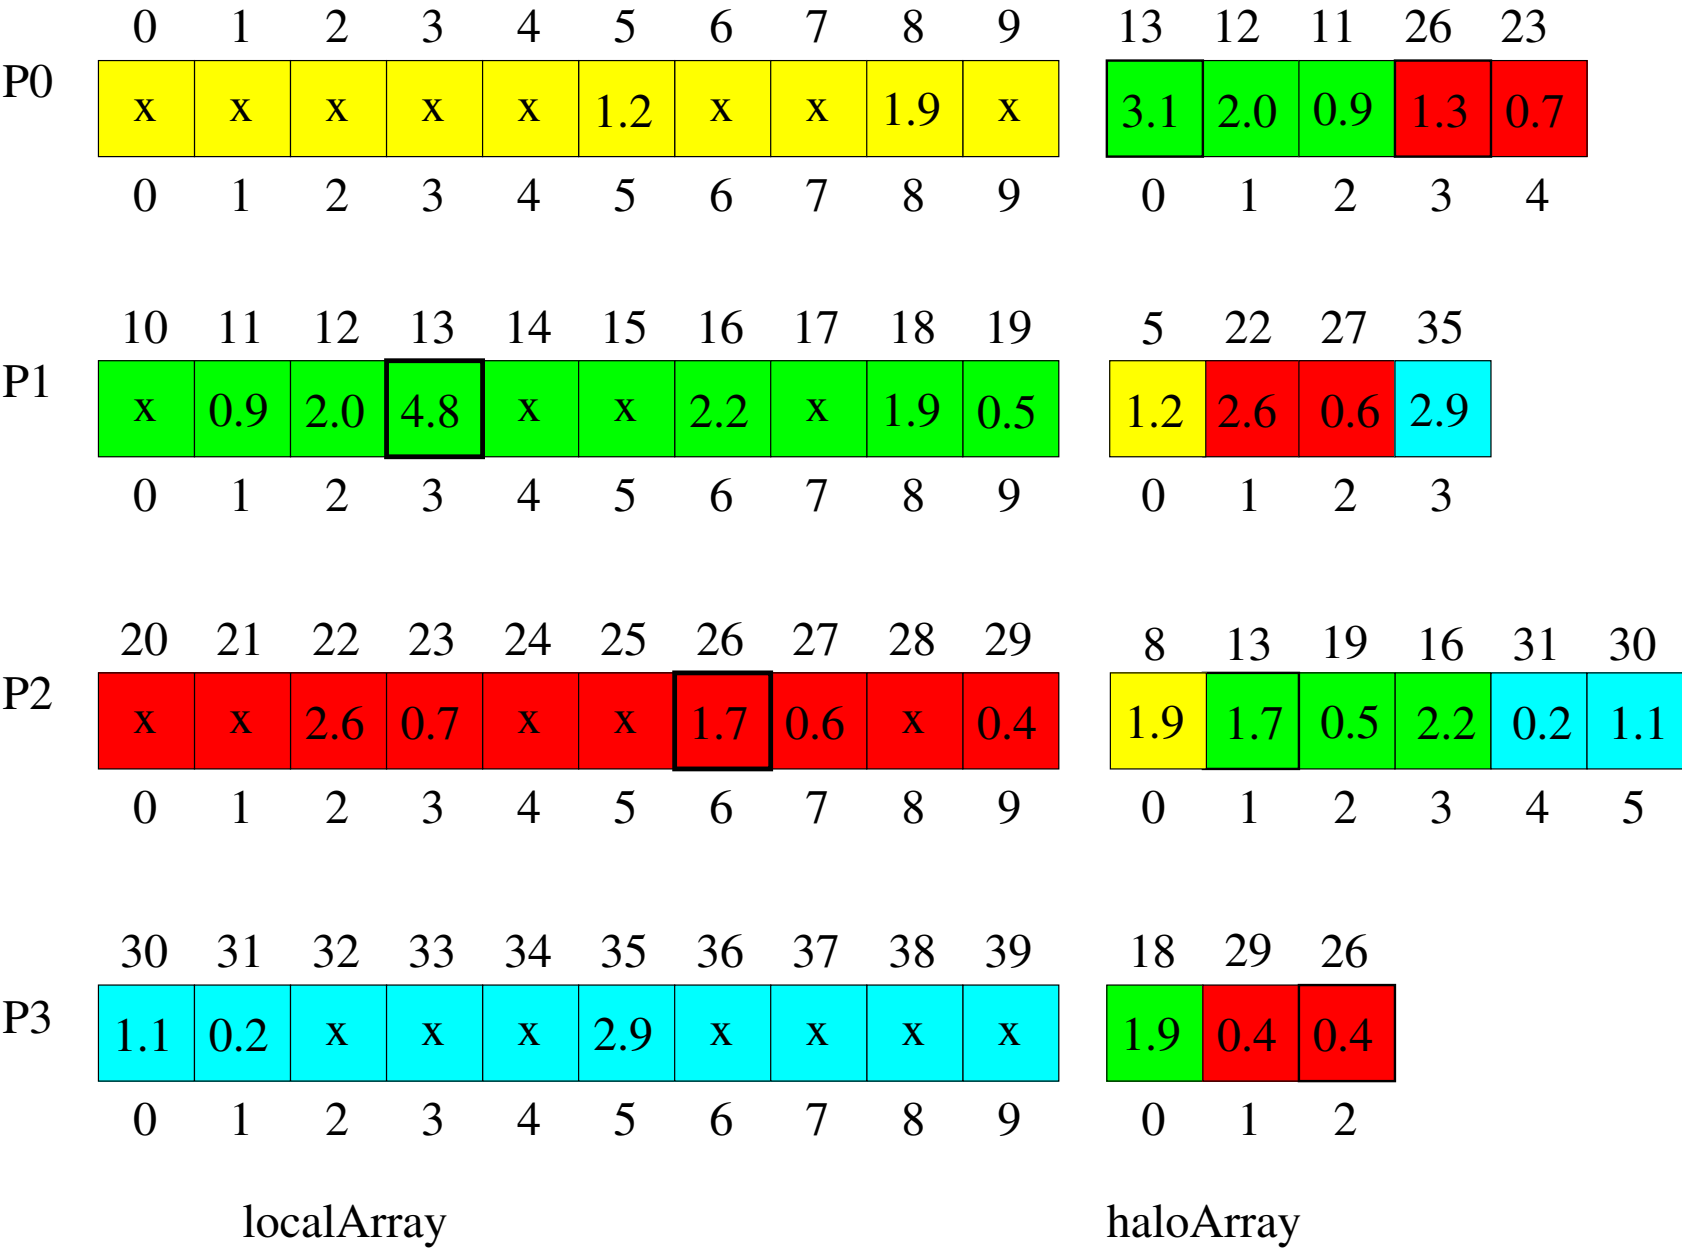 0 1 2 3 4 5 6 7 8 9 13 12 11 26 23
P0 x x x x x 1.2 x x 1.9 x 3.1 2.0 0.9 1.3 0.7
0 1 2 3 4 5 6 7 8 9 0 1 2 3 4
10 11 12 13 14 15 16 17 18 19 5 22 27 35
P1 x 0.9 2.0 4.8 x x 2.2 x 1.9 0.5 1.2 2.6 0.6 2.9
0 1 2 3 4 5 6 7 8 9 0 1 2 3
20 21 22 23 24 25 26 27 28 29 8 13 19 16 31 30
P2 x x 2.6 0.7 x x 1.7 0.6 x 0.4 1.9 1.7 0.5 2.2 0.2 1.1
0 1 2 3 4 5 6 7 8 9 0 1 2 3 4 5
30 31 32 33 34 35 36 37 38 39 18 29 26
P3 1.1 0.2 x x x 2.9 x x x x 1.9 0.4 0.4
0 1 2 3 4 5 6 7 8 9 0 1 2
localArray haloArray